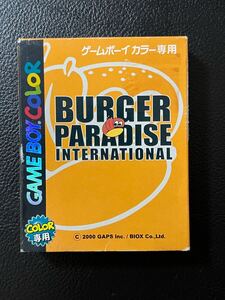 ゲームボーイカラー専用
GAME BOY COLOR
BURGER
PARADISE
INTERNATIONAL
COLOR
専用
© 2000 GAPS Inc. / BIOX Co.,Ltd.